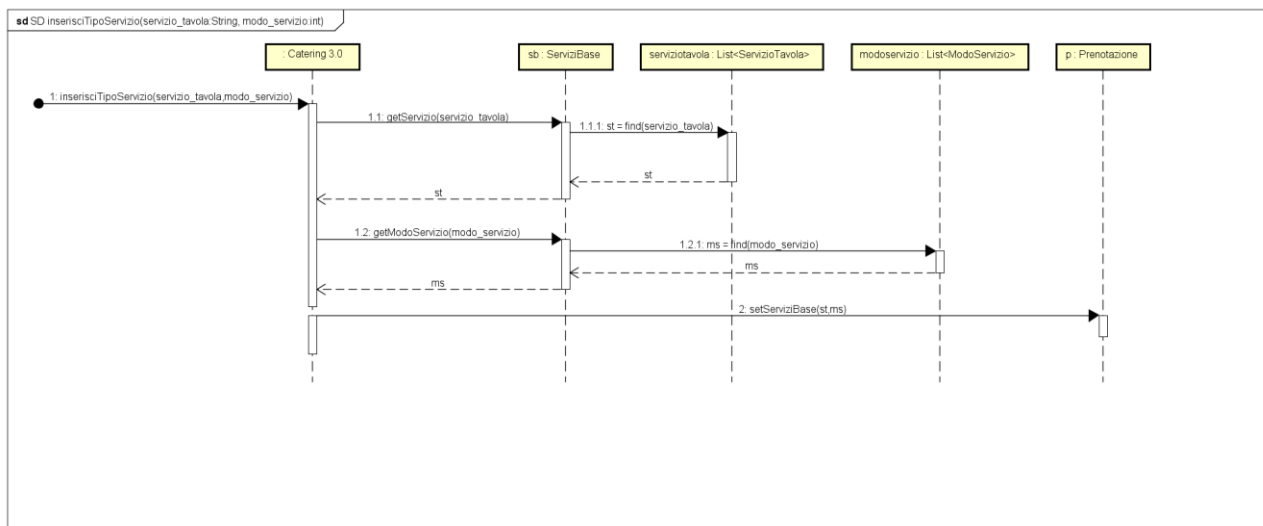 sd SD inserisciTipoServizio(servizio_tavola:String, modo_servizio:int)
: Catering 3.0
sb : ServiziBase
serviziotavola : List<ServizioTavola>
modoservizio : List<ModoServizio>
p : Prenotazione
1: inserisciTipoServizio(servizio_tavola,modo_servizio)
1.1: getServizio(servizio_tavola)
1.1.1: st = find(servizio_tavola)
st
st
1.2: getModoServizio(modo_servizio)
1.2.1: ms = find(modo_servizio)
ms
ms
2: setServiziBase(st,ms)